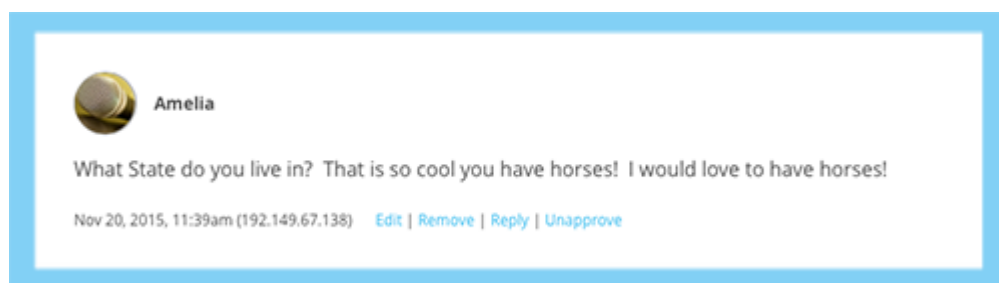 Amelia
What State do you live in?  That is so cool you have horses!  I would love to have horses!
Nov 20, 2015, 11:39am (192.149.67.138)    Edit | Remove | Reply | Unapprove